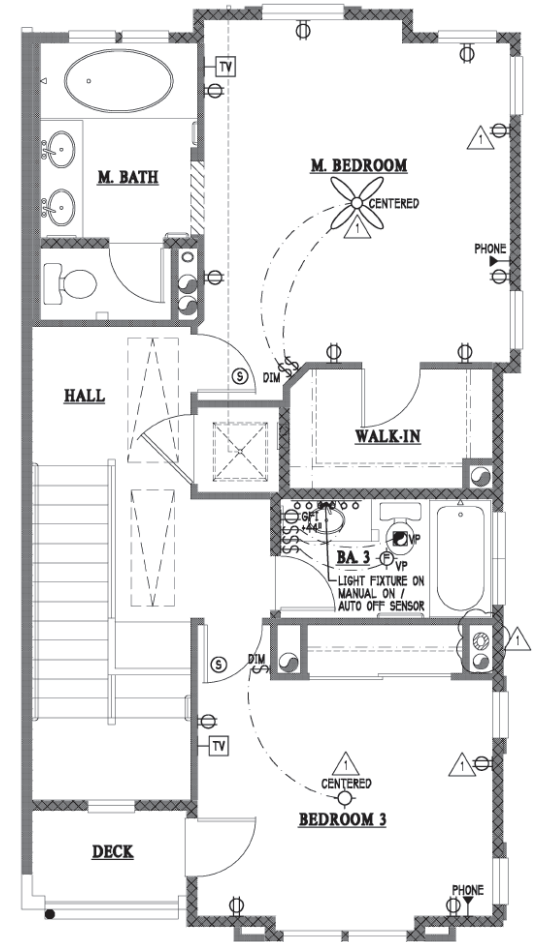 TV
1
M. BATH
M. BEDROOM
CENTERED
1
PHONE
S
DIM
HALL
WALK-IN
GFI
+44"
VP
BA. 3
F
VP
LIGHT FIXTURE ON
MANUAL ON /
AUTO OFF SENSOR
1
S
DIM
TV
1
1
CENTERED
BEDROOM 3
DECK
PHONE